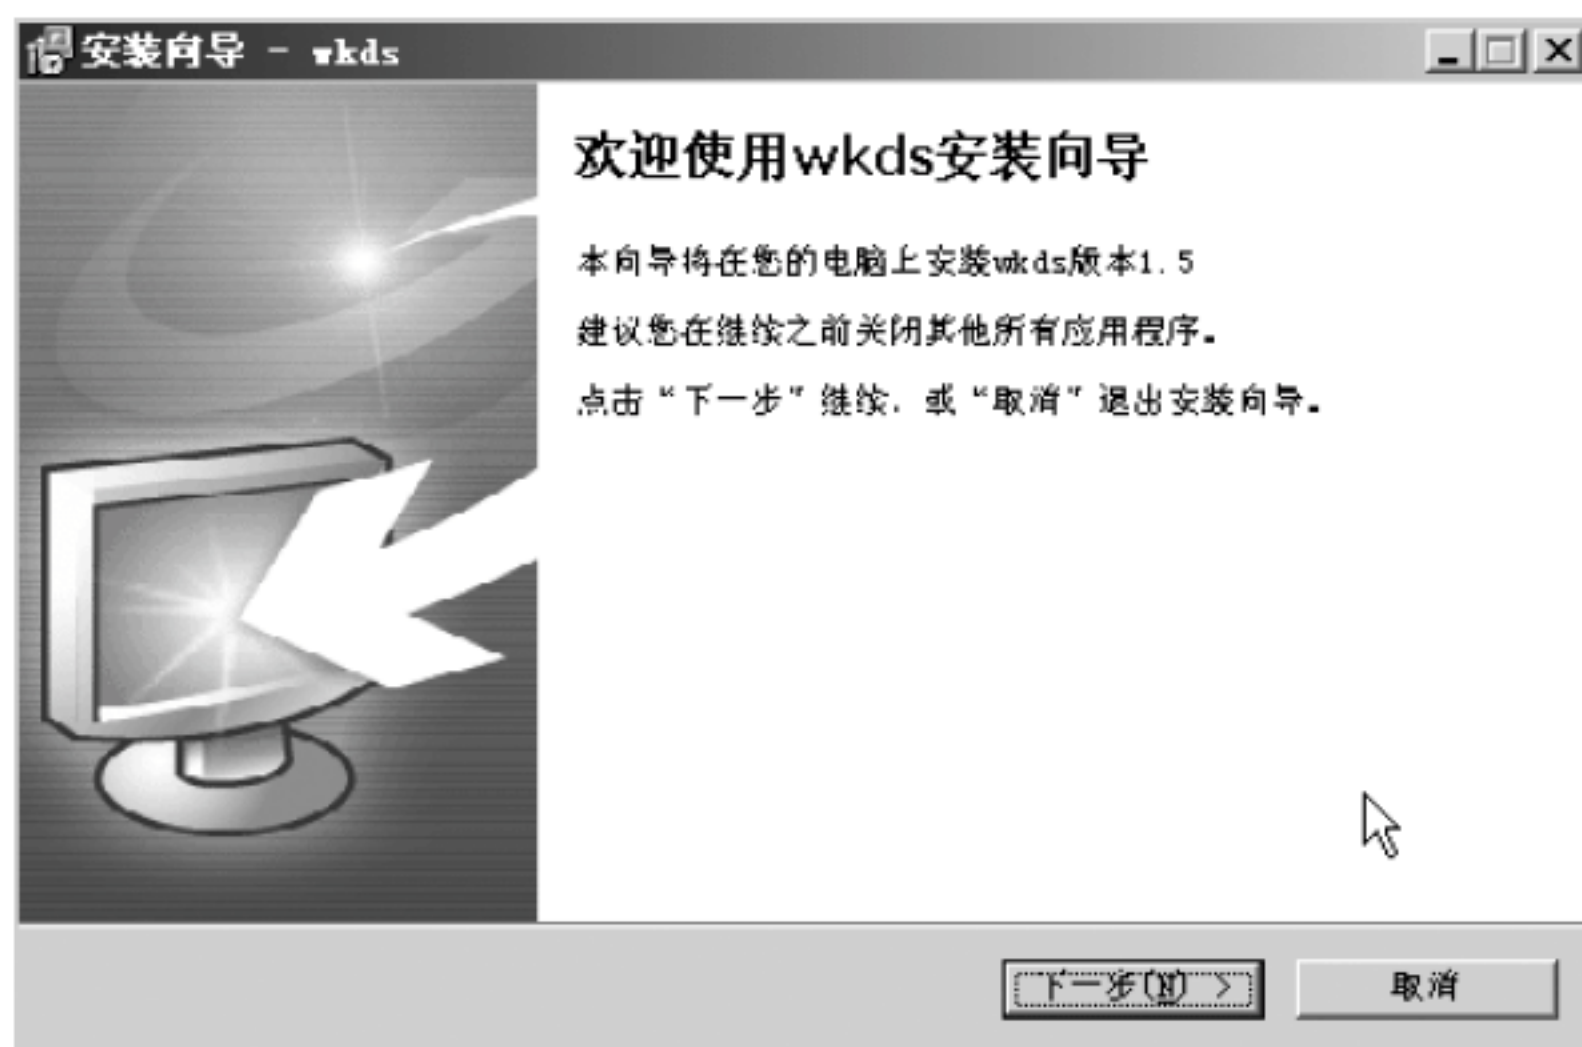 安装向导 - wkds
欢迎使用wkds安装向导
本向导将在您的电脑上安装wkds版本1.5
建议您在继续之前关闭其他所有应用程序。
点击“下一步”继续，或“取消”退出安装向导。
下一步(N) >
取消